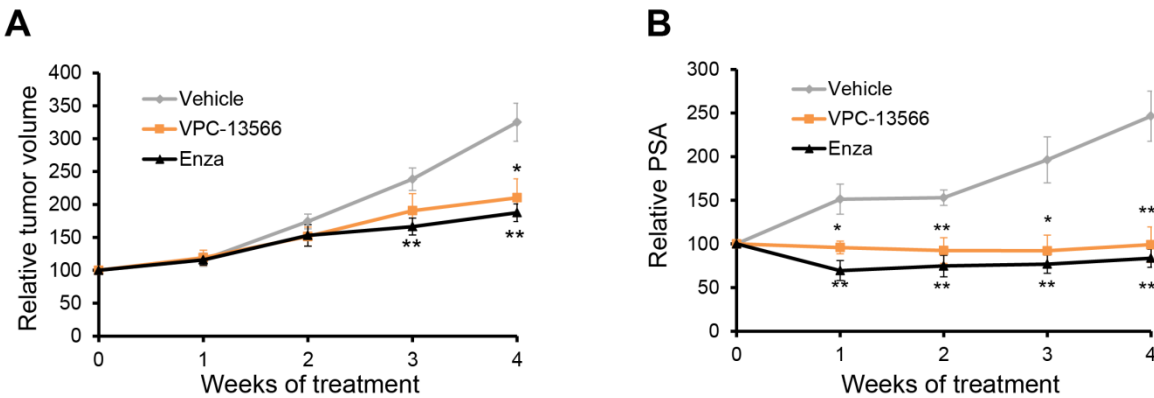 A
Relative tumor volume
400
350
300
250
200
150
100
50
0
Vehicle
VPC-13566
Enza
*
**
**
0 1 2 3 4
Weeks of treatment
B
Relative PSA
300
250
200
150
100
50
0
Vehicle
VPC-13566
Enza
* ** * **
** ** ** **
0 1 2 3 4
Weeks of treatment